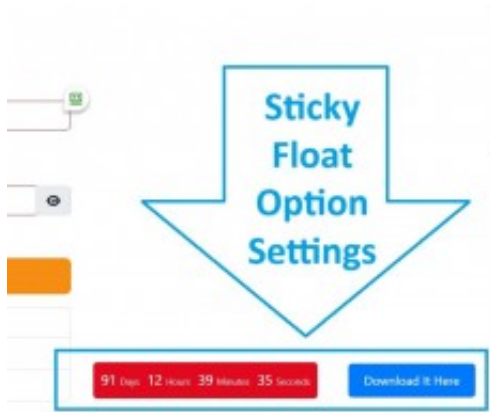 Sticky
Float
Option
Settings
91 Days 12 Hours 39 Minutes 35 Seconds
Download It Here